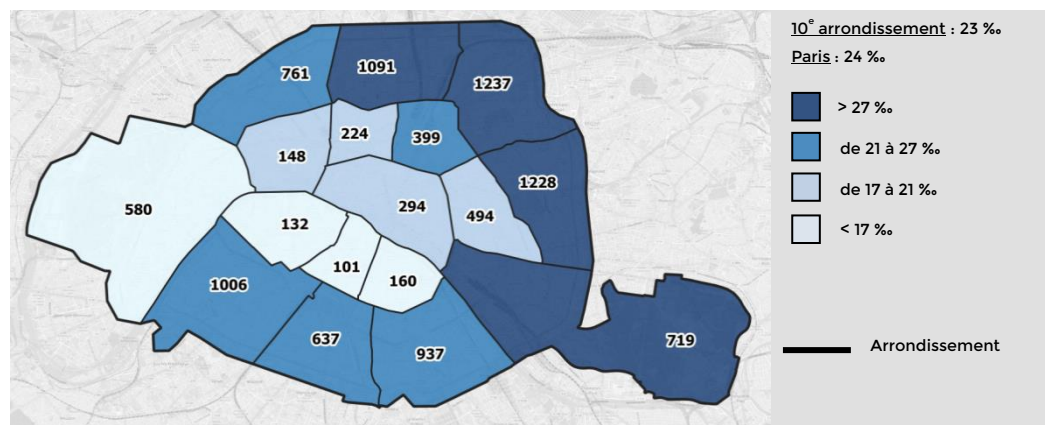 761
1091
1237
224
399
148
1228
580
132
294
494
101
160
1006
637
937
719
10e arrondissement : 23 ‰
Paris : 24 ‰
> 27 ‰
de 21 à 27 ‰
de 17 à 21 ‰
< 17 ‰
Arrondissement